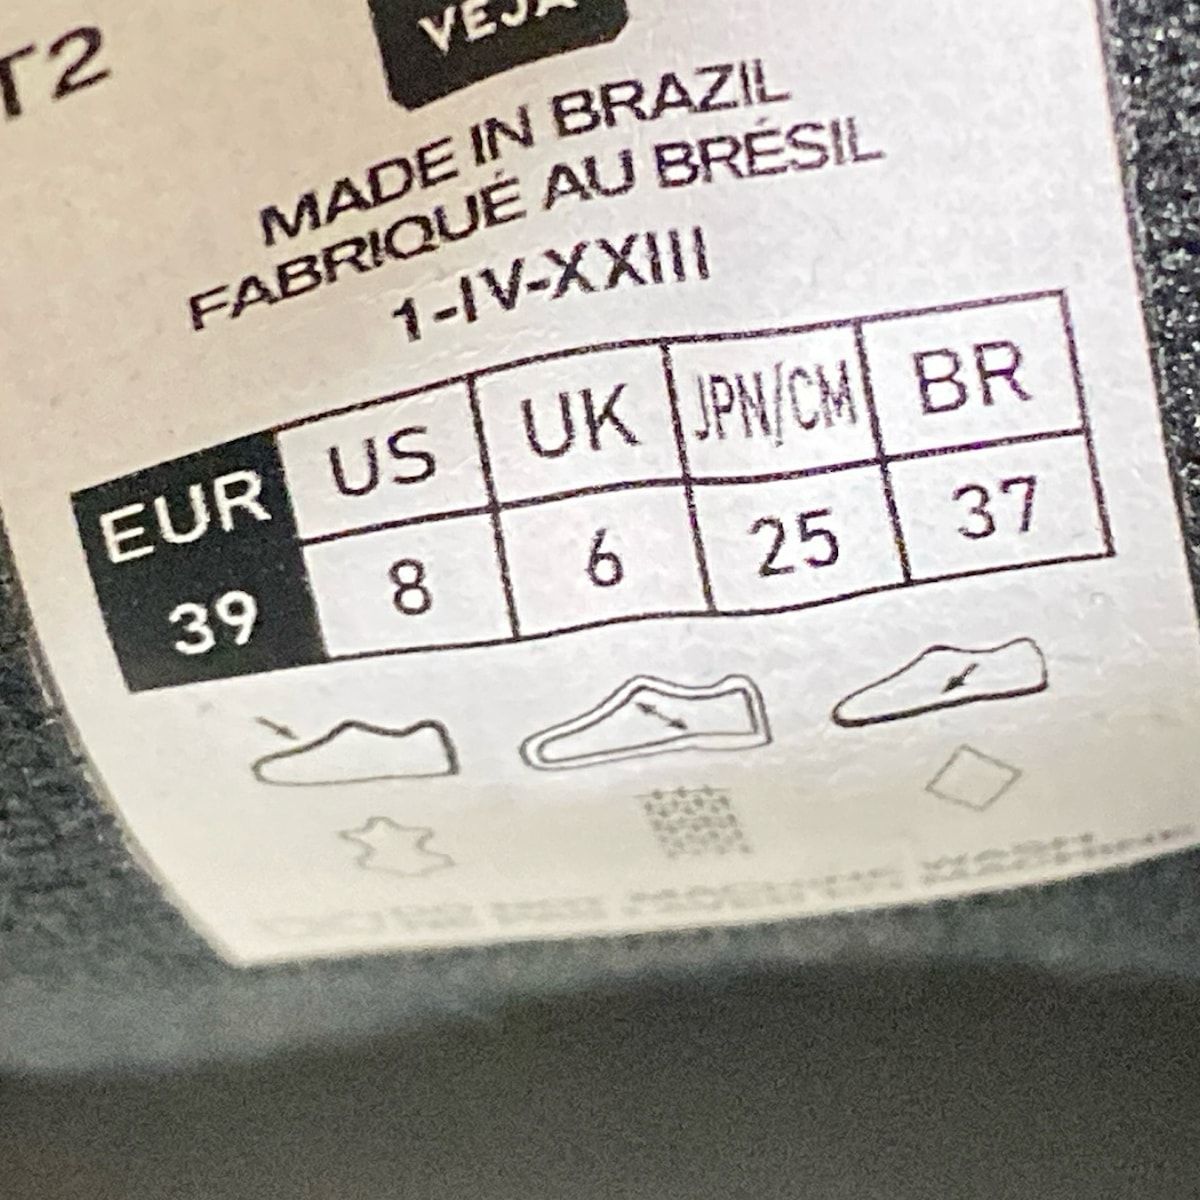 T2
VEJA
MADE IN BRAZIL
FABRIQUÉ AU BRÉSIL
1-IV-XXIII
EUR US UK JPN/CM BR
39 8 6 25 37